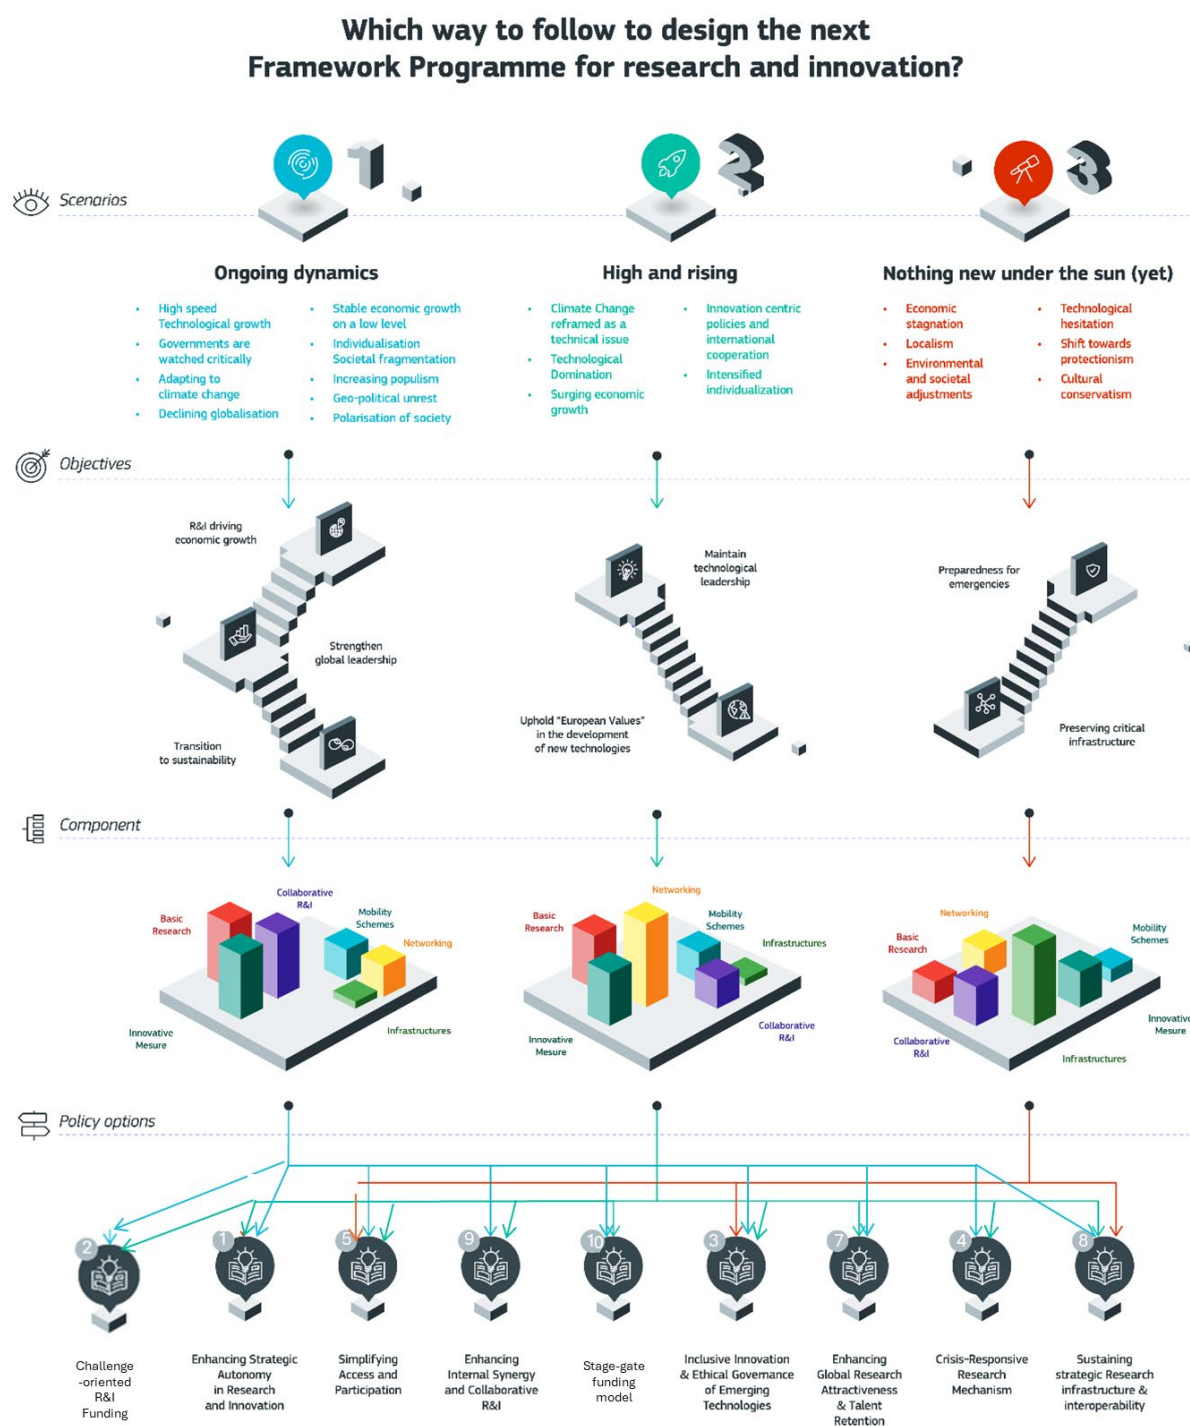 Which way to follow to design the next
Framework Programme for research and innovation?
1
2
3
Scenarios
Ongoing dynamics
High speed
Technological growth
Governments are
watched critically
Adapting to
climate change
Declining globalisation
Stable economic growth
on a low level
Individualisation
Societal fragmentation
Increasing populism
Geo-political unrest
Polarisation of society
High and rising
Climate Change
reframed as a
technical issue
Technological
Domination
Surging economic
growth
Innovation centric
policies and
international
cooperation
Intensified
individualization
Nothing new under the sun (yet)
Economic
stagnation
Localism
Environmental
and societal
adjustments
Technological
hesitation
Shift towards
protectionism
Cultural
conservatism
Objectives
R&I driving
economic growth
Strengthen
global leadership
Transition
to sustainability
Maintain
technological
leadership
Uphold "European Values"
in the development
of new technologies
Preparedness for
emergencies
Preserving critical
infrastructure
Component
Basic
Research
Collaborative
R&I
Mobility
Schemes
Networking
Infrastructures
Innovative
Mesure
Networking
Basic
Research
Mobility
Schemes
Infrastructures
Collaborative
R&I
Innovative
Mesure
Networking
Basic
Research
Mobility
Schemes
Innovative
Mesure
Collaborative
R&I
Infrastructures
Policy options
2
Challenge
-oriented
R&I
Funding
1
Enhancing Strategic
Autonomy
in Research
and Innovation
5
Simplifying
Access and
Participation
9
Enhancing
Internal Synergy
and Collaborative
R&I
10
Stage-gate
funding
model
3
Inclusive Innovation
& Ethical Governance
of Emerging
Technologies
7
Enhancing
Global Research
Attractiveness
& Talent
Retention
4
Crisis-Responsive
Research
Mechanism
8
Sustaining
strategic Research
infrastructure &
interoperability